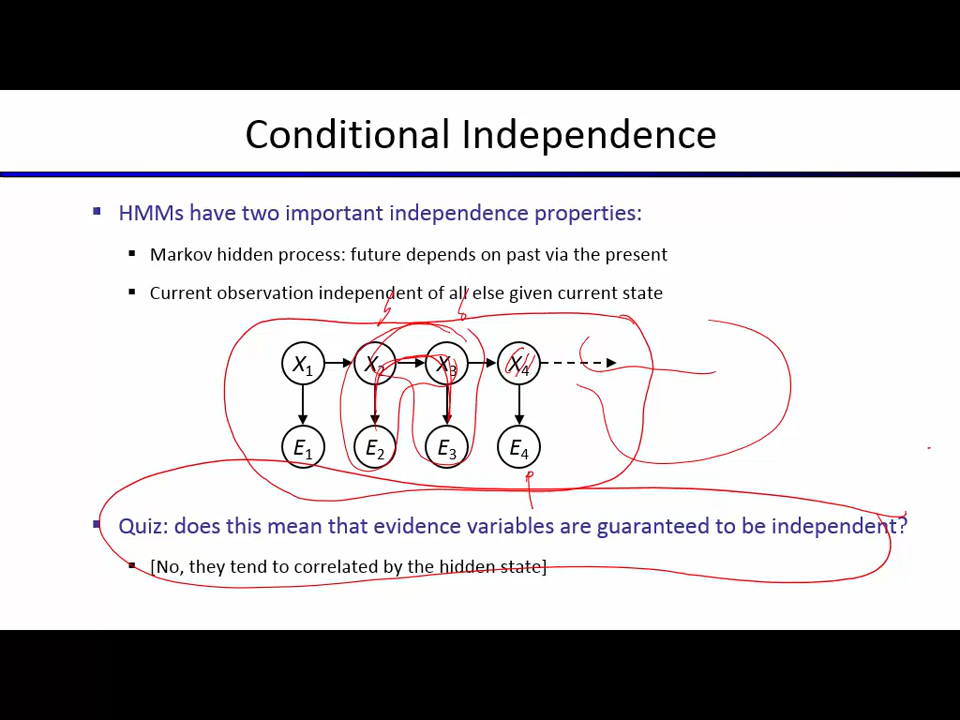 Conditional Independence
HMMs have two important independence properties:
Markov hidden process: future depends on past via the present
Current observation independent of all else given current state
X₁ X₂ X₃ X₄
E₁ E₂ E₃ E₄
Quiz: does this mean that evidence variables are guaranteed to be independent?
[No, they tend to correlated by the hidden state]